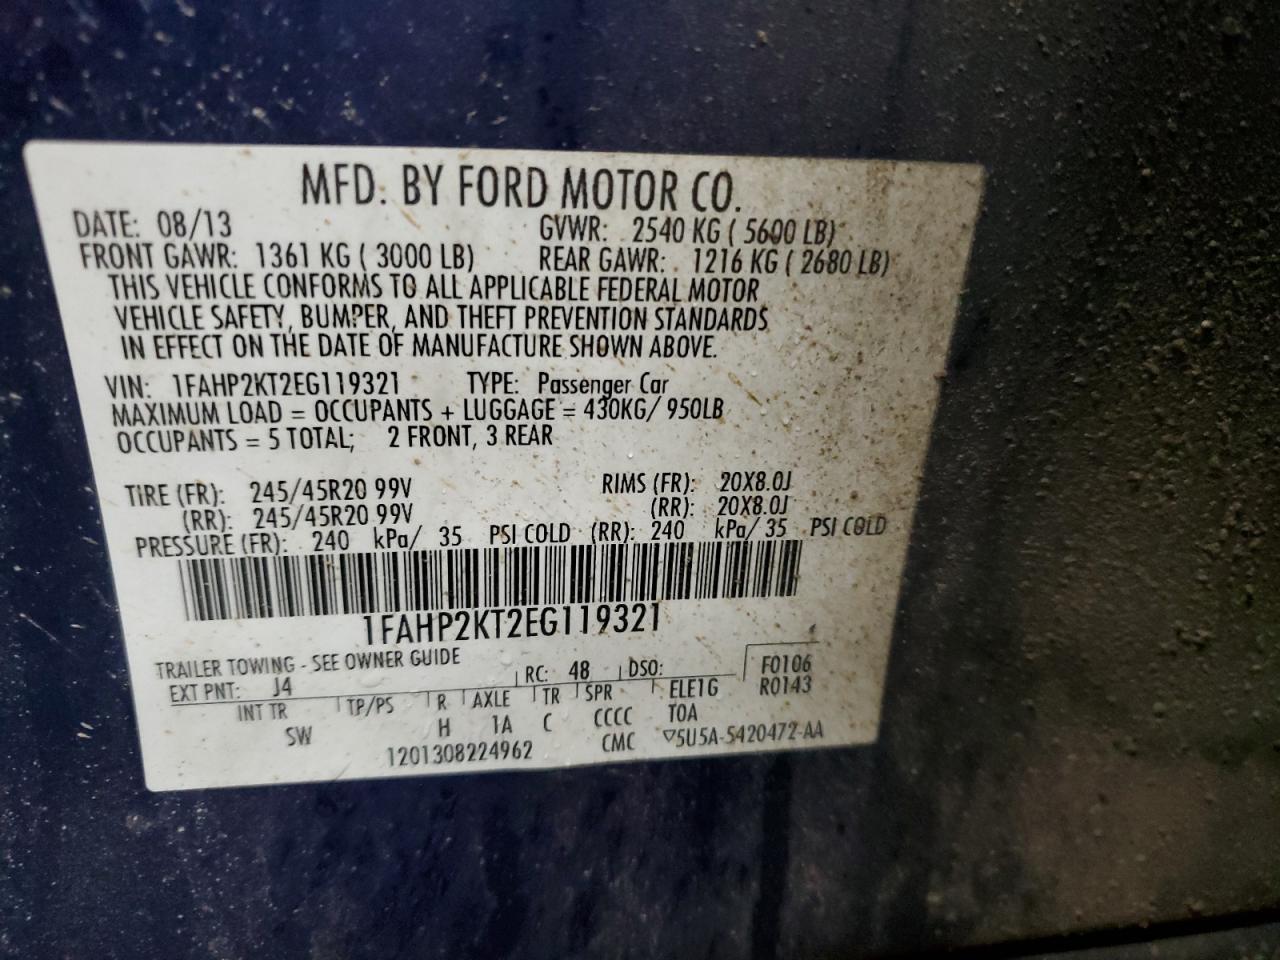 MFD. BY FORD MOTOR CO.
DATE: 08/13 GVWR: 2540 KG ( 5600 LB)
FRONT GAWR: 1361 KG ( 3000 LB) REAR GAWR: 1216 KG ( 2680 LB)
THIS VEHICLE CONFORMS TO ALL APPLICABLE FEDERAL MOTOR
VEHICLE SAFETY, BUMPER, AND THEFT PREVENTION STANDARDS
IN EFFECT ON THE DATE OF MANUFACTURE SHOWN ABOVE.
VIN: 1FAHP2KT2EG119321 TYPE: Passenger Car
MAXIMUM LOAD = OCCUPANTS + LUGGAGE = 430KG/ 950LB
OCCUPANTS = 5 TOTAL; 2 FRONT, 3 REAR
TIRE (FR): 245/45R20 99V RIMS (FR): 20X8.0J
(RR): 245/45R20 99V (RR): 20X8.0J
PRESSURE (FR): 240 kPa/ 35 PSI COLD (RR): 240 kPa/ 35 PSI COLD
1FAHP2KT2EG119321
TRAILER TOWING - SEE OWNER GUIDE
EXT PNT: J4 RC: 48 DSO: F0106
R0143
INT TR TP/PS R AXLE TR SPR ELE1G
SW H 1A C CCCC TOA
1201308224962 CMC ▽5U5A-5420472-AA